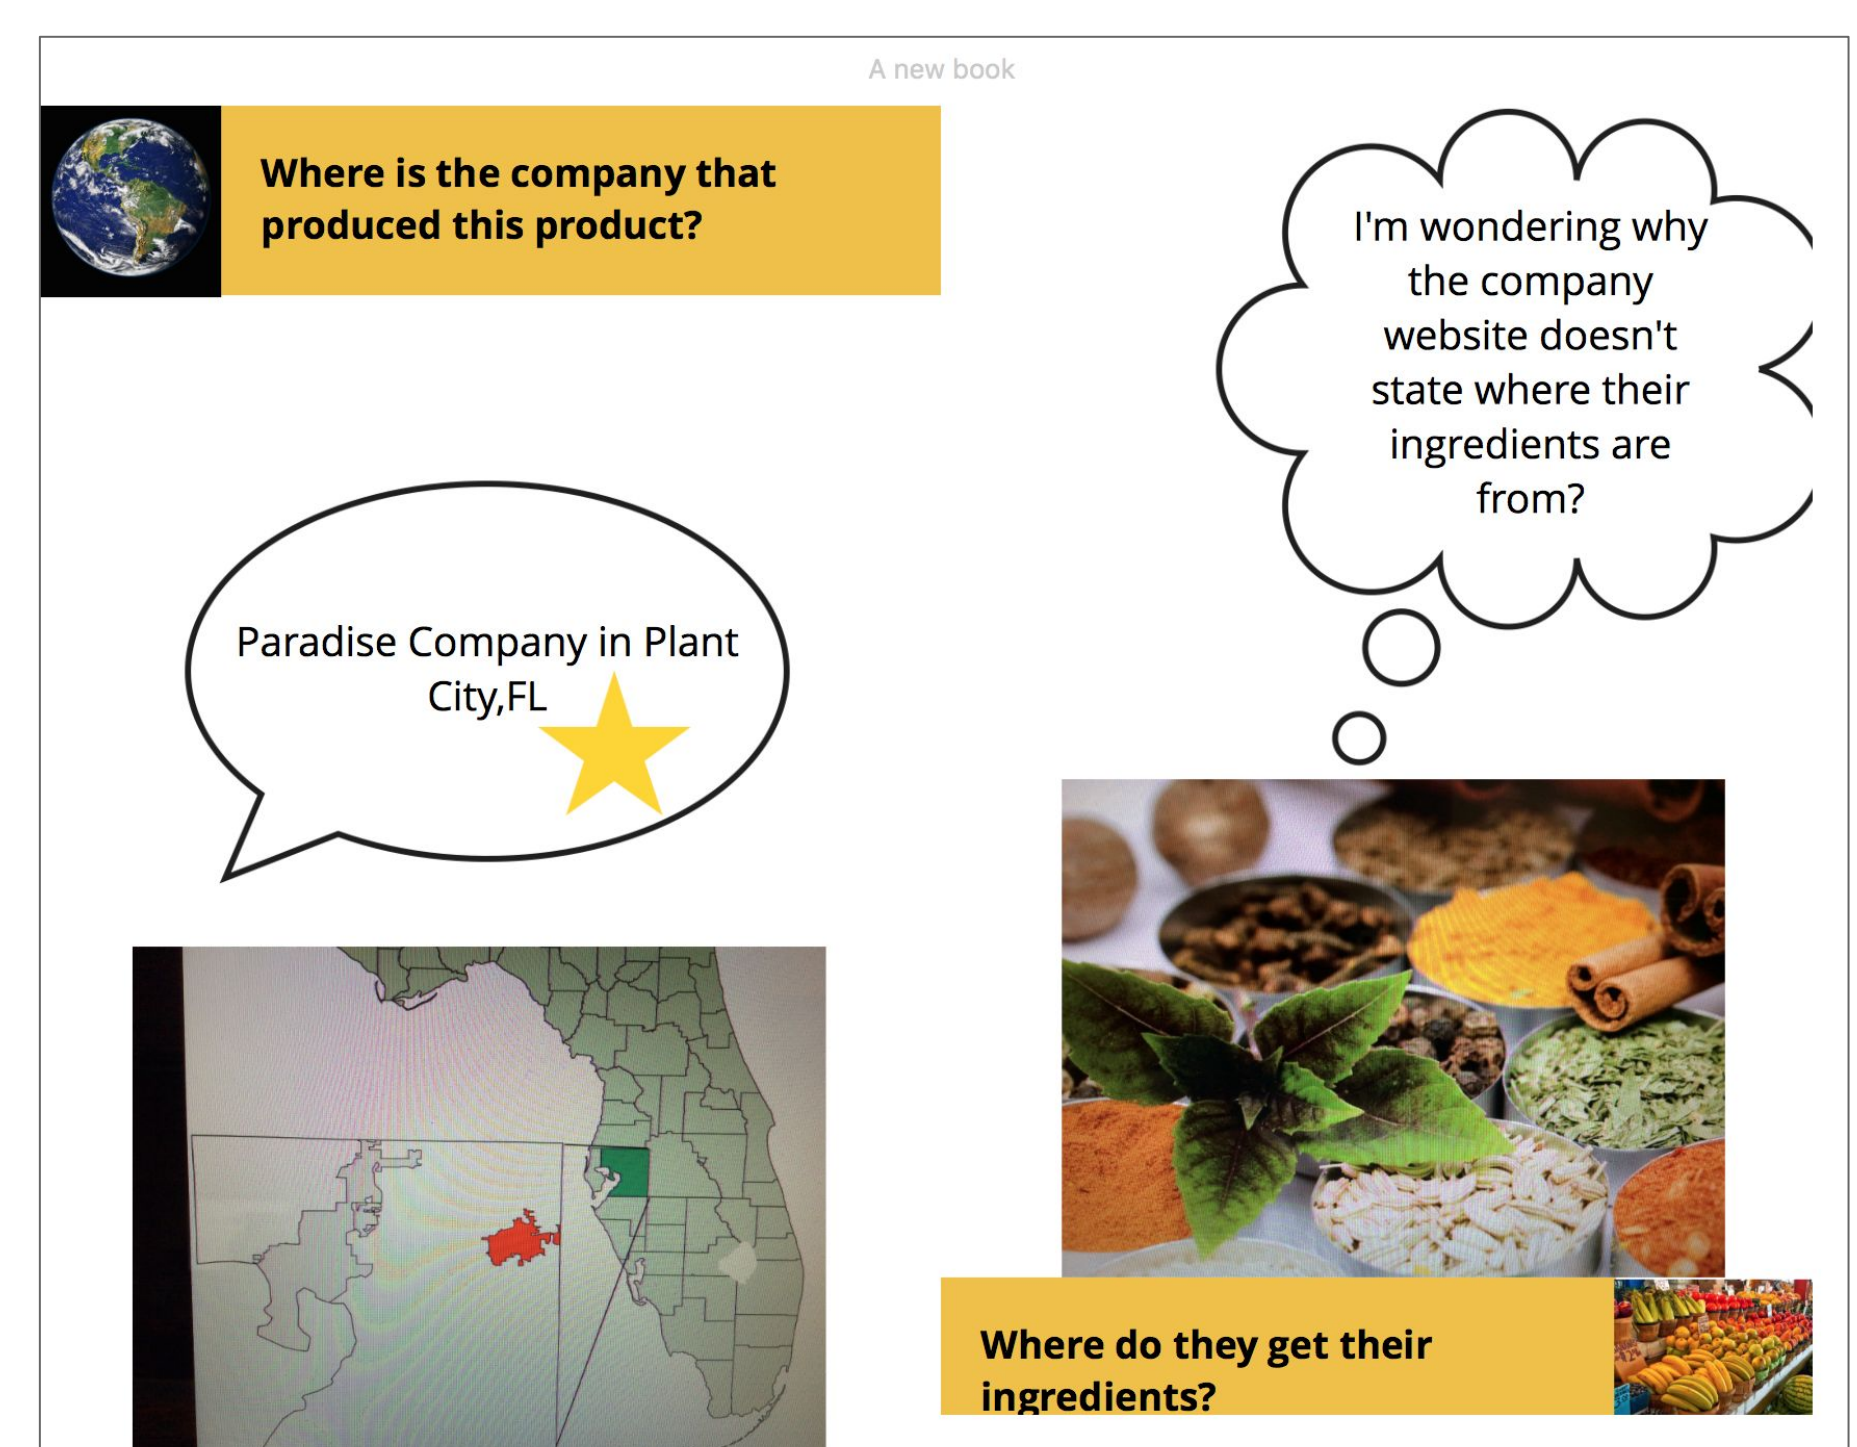 A new book
Where is the company that
produced this product?
I'm wondering why
the company
website doesn't
state where their
ingredients are
from?
Paradise Company in Plant
City,FL
Where do they get their
ingredients?